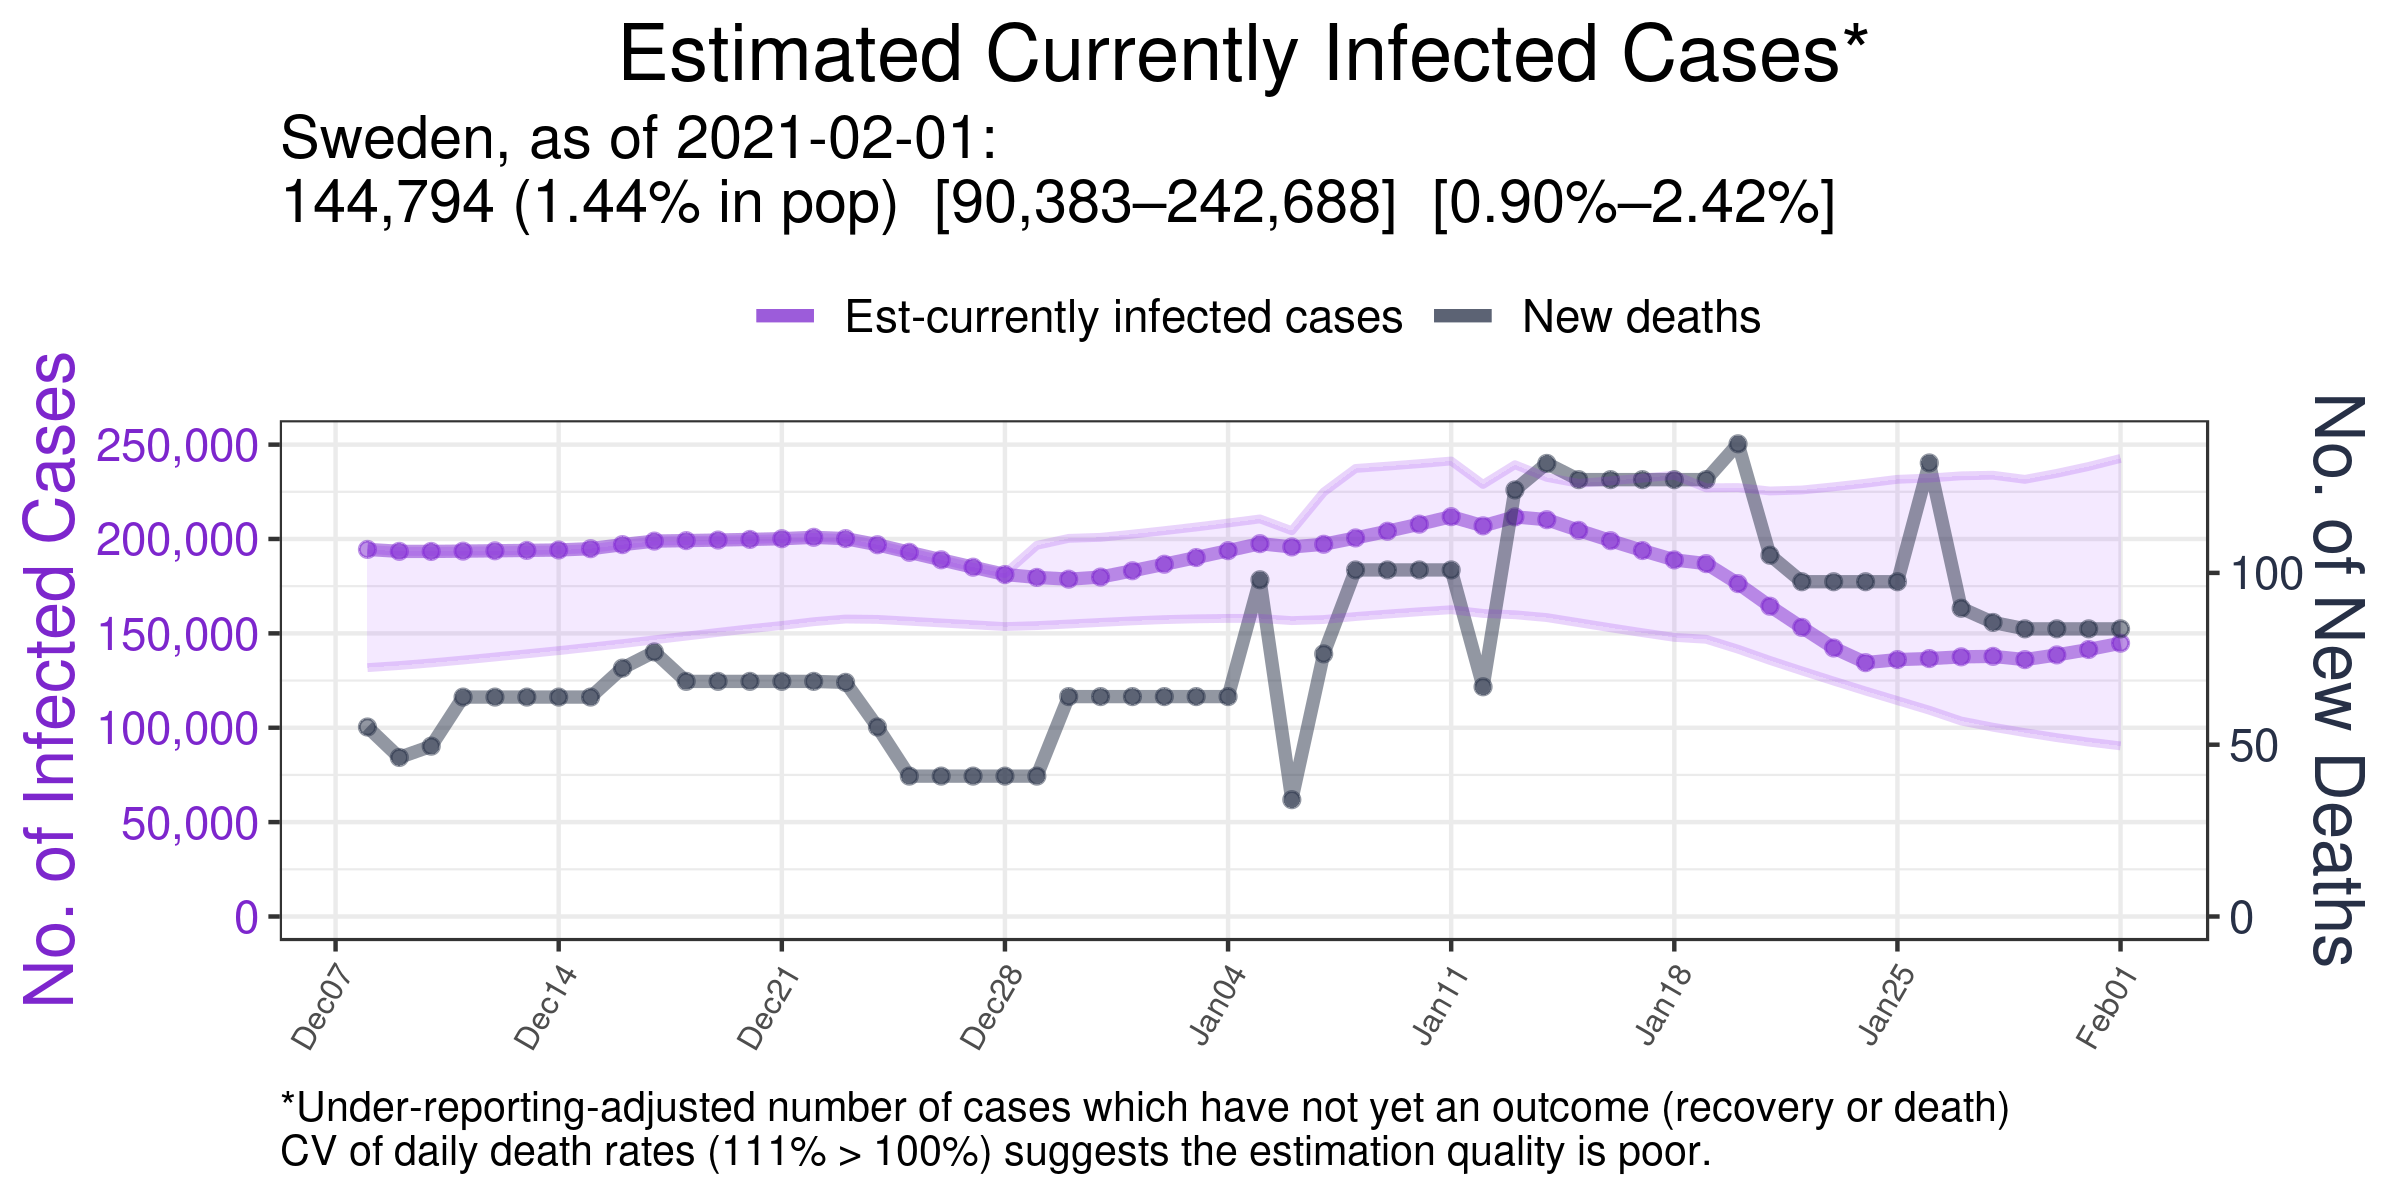 Estimated Currently Infected Cases*
Sweden, as of 2021-02-01:
144,794 (1.44% in pop) [90,383–242,688] [0.90%–2.42%]
Est-currently infected cases
New deaths
No. of Infected Cases
250,000
200,000
150,000
100,000
50,000
0
No. of New Deaths
100
50
0
Dec07
Dec14
Dec21
Dec28
Jan04
Jan11
Jan18
Jan25
Feb01
*Under-reporting-adjusted number of cases which have not yet an outcome (recovery or death)
CV of daily death rates (111% > 100%) suggests the estimation quality is poor.